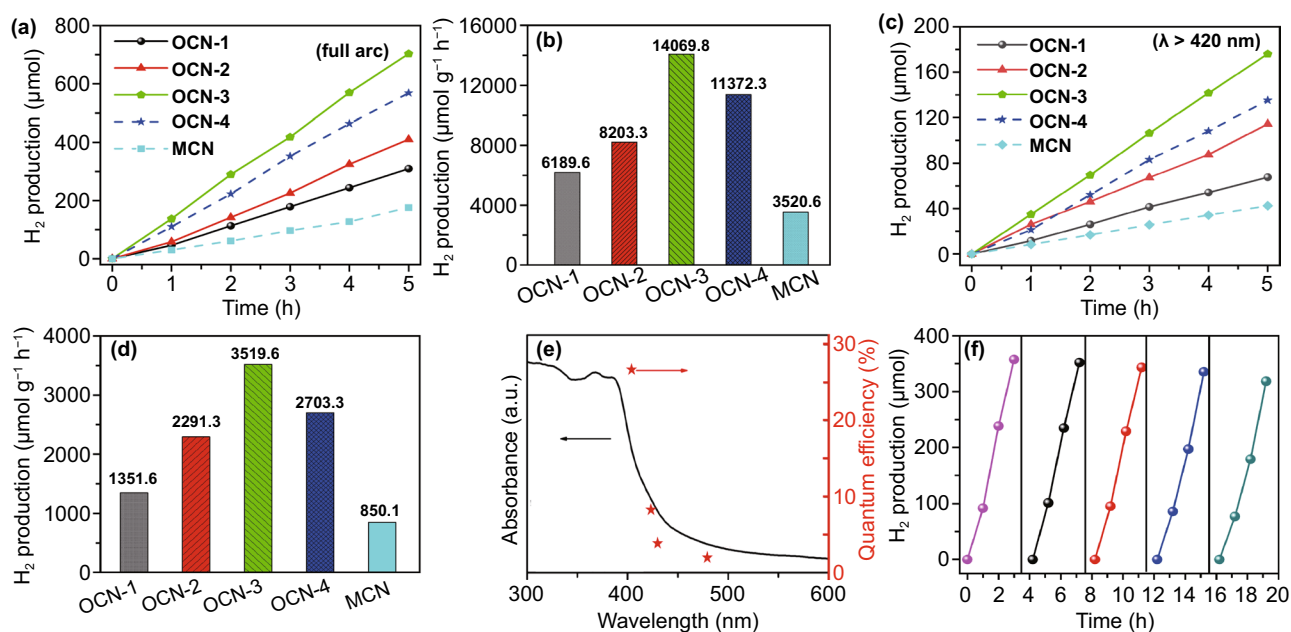 (a)
H₂ production (µmol)
800
600
400
200
0
OCN-1
OCN-2
OCN-3
OCN-4
MCN
(full arc)
0 1 2 3 4 5
Time (h)
(b)
H₂ production (µmol g⁻¹ h⁻¹)
16000
12000
8000
4000
0
6189.6
8203.3
14069.8
11372.3
3520.6
OCN-1 OCN-2 OCN-3 OCN-4 MCN
(c)
H₂ production (µmol)
200
160
120
80
40
0
OCN-1
OCN-2
OCN-3
OCN-4
MCN
(λ > 420 nm)
0 1 2 3 4 5
Time (h)
(d)
H₂ production (µmol g⁻¹ h⁻¹)
4000
3000
2000
1000
0
1351.6
2291.3
3519.6
2703.3
850.1
OCN-1 OCN-2 OCN-3 OCN-4 MCN
(e)
Absorbance (a.u.)
300 400 500 600
Wavelength (nm)
30
20
10
0
Quantum efficiency (%)
(f)
H₂ production (µmol)
400
300
200
100
0
0 2 4 6 8 10 12 14 16 18 20
Time (h)